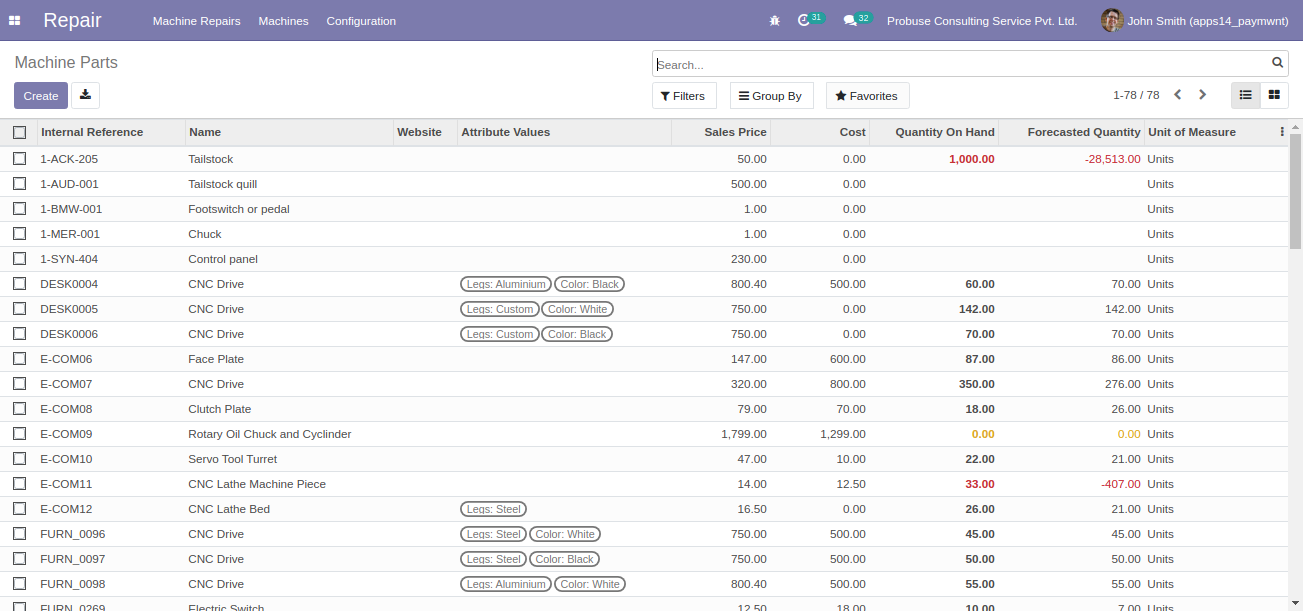 Repair Machine Repairs Machines Configuration 31 32 Probuse Consulting Service Pvt. Ltd. John Smith (apps14_paymwnt)
Machine Parts Search...
Create Filters Group By Favorites 1-78 / 78
Internal Reference Name Website Attribute Values Sales Price Cost Quantity On Hand Forecasted Quantity Unit of Measure
1-ACK-205 Tailstock 50.00 0.00 1,000.00 -28,513.00 Units
1-AUD-001 Tailstock quill 500.00 0.00 Units
1-BMW-001 Footswitch or pedal 1.00 0.00 Units
1-MER-001 Chuck 1.00 0.00 Units
1-SYN-404 Control panel 230.00 0.00 Units
DESK0004 CNC Drive Legs: Aluminium Color: Black 800.40 500.00 60.00 70.00 Units
DESK0005 CNC Drive Legs: Custom Color: White 750.00 0.00 142.00 142.00 Units
DESK0006 CNC Drive Legs: Custom Color: Black 750.00 0.00 70.00 70.00 Units
E-COM06 Face Plate 147.00 600.00 87.00 86.00 Units
E-COM07 CNC Drive 320.00 800.00 350.00 276.00 Units
E-COM08 Clutch Plate 79.00 70.00 18.00 26.00 Units
E-COM09 Rotary Oil Chuck and Cyclinder 1,799.00 1,299.00 0.00 0.00 Units
E-COM10 Servo Tool Turret 47.00 10.00 22.00 21.00 Units
E-COM11 CNC Lathe Machine Piece 14.00 12.50 33.00 -407.00 Units
E-COM12 CNC Lathe Bed Legs: Steel 16.50 0.00 26.00 21.00 Units
FURN_0096 CNC Drive Legs: Steel Color: White 750.00 500.00 45.00 45.00 Units
FURN_0097 CNC Drive Legs: Steel Color: Black 750.00 500.00 50.00 50.00 Units
FURN_0098 CNC Drive Legs: Aluminium Color: White 800.40 500.00 55.00 55.00 Units
FURN_0269 Electric Switch 12.50 18.00 10.00 7.00 Units